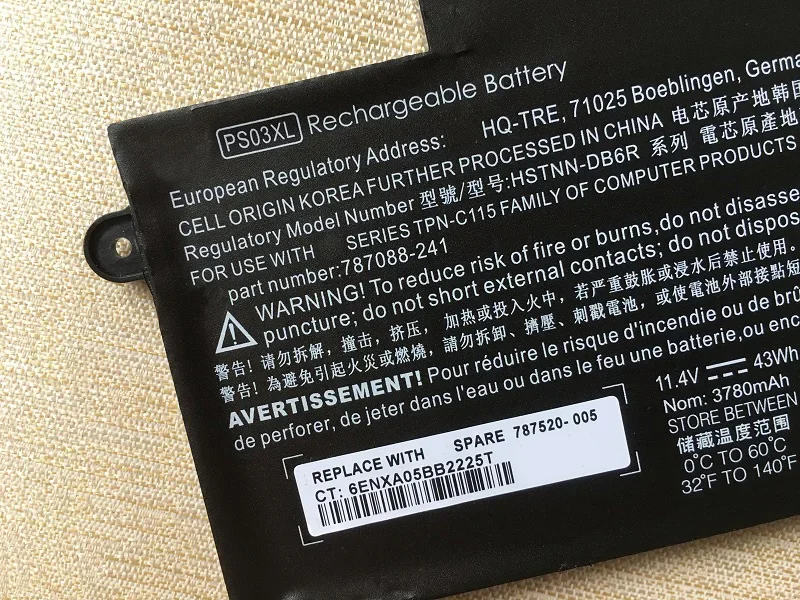 PS03XL Rechargeable Battery
European Regulatory Address: HQ-TRE, 71025 Boeblingen, Germa
CELL ORIGIN KOREA FURTHER PROCESSED IN CHINA 电芯原产地韩国
Regulatory Model Number 型號/型号:HSTNN-DB6R 系列 電芯原產地
FOR USE WITH SERIES TPN-C115 FAMILY OF COMPUTER PRODUCTS
part number:787088-241
WARNING! To reduce risk of fire or burns,do not disasse
puncture; do not short external contacts; do not dispos
警告! 请勿拆解，撞击，挤压， 加热或投入火中，若严重鼓胀或浸水后禁止使用。
警告! 為避免引起火災或燃燒，請勿拆卸、擠壓、刺戳電池，或使電池外部接點短
AVERTISSEMENT! Pour réduire le risque d'incendie ou de brû
de perforer, de jeter dans l'eau ou dans le feu une batterie usagée,ou enc
11.4V 43Wh
Nom: 3780mAh
STORE BETWEEN
储藏温度范围
0°C TO 60°C
32°F TO 140°F
REPLACE WITH SPARE 787520-005
CT: 6ENXA05BB2225T